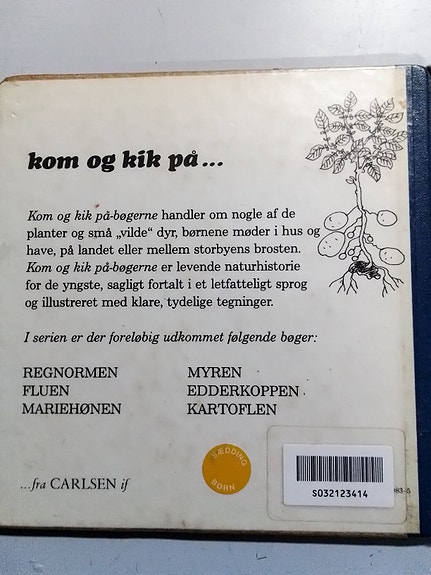 kom og kik på...
Kom og kik på-bøgerne handler om nogle af de
planter og små „vilde” dyr, børnene møder i hus og
have, på landet eller mellem storbyens brosten.
Kom og kik på-bøgerne er levende naturhistorie
for de yngste, sagligt fortalt i et letfatteligt sprog
og illustreret med klare, tydelige tegninger.
I serien er der foreløbig udkommet følgende bøger:
REGNORMEN
FLUEN
MARIEHØNEN
MYREN
EDDERKOPPEN
KARTOFLEN
SÆDDING
BØRN
...fra CARLSEN if
S032123414